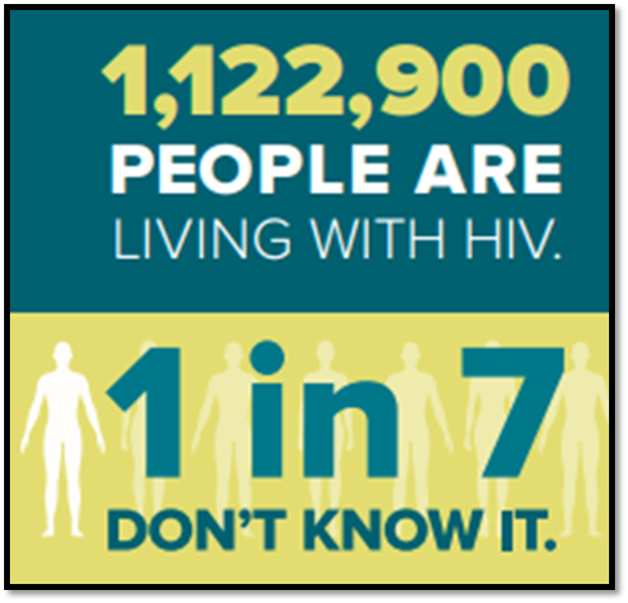 1,122,900
PEOPLE ARE
LIVING WITH HIV.
1 in 7
DON'T KNOW IT.